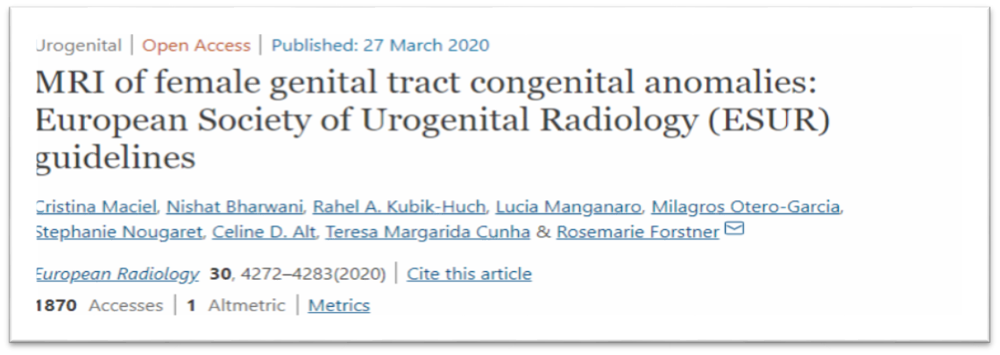 Urogenital | Open Access | Published: 27 March 2020
MRI of female genital tract congenital anomalies:
European Society of Urogenital Radiology (ESUR)
guidelines
Cristina Maciel, Nishat Bharwani, Rahel A. Kubik-Huch, Lucia Manganaro, Milagros Otero-Garcia,
Stephanie Nougaret, Celine D. Alt, Teresa Margarida Cunha & Rosemarie Forstner
European Radiology 30, 4272–4283(2020) | Cite this article
1870 Accesses | 1 Altmetric | Metrics